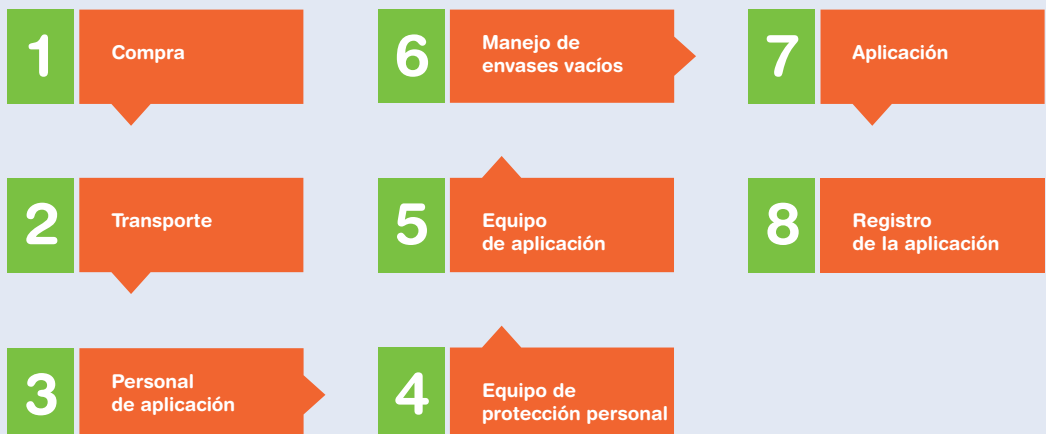 1
Compra
2
Transporte
3
Personal
de aplicación
4
Equipo de
protección personal
5
Equipo
de aplicación
6
Manejo de
envases vacíos
7
Aplicación
8
Registro
de la aplicación